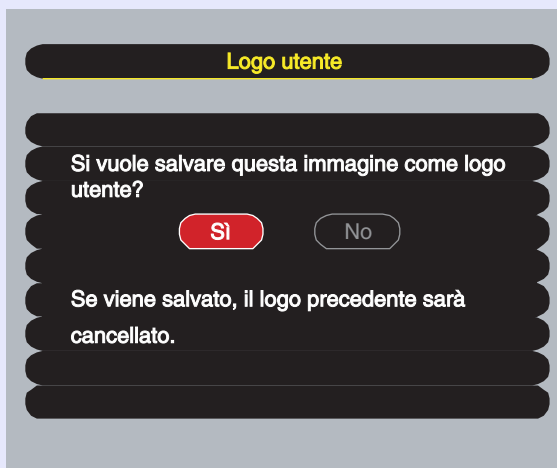 Logo utente
Si vuole salvare questa immagine come logo
utente?
Sì No
Se viene salvato, il logo precedente sarà
cancellato.